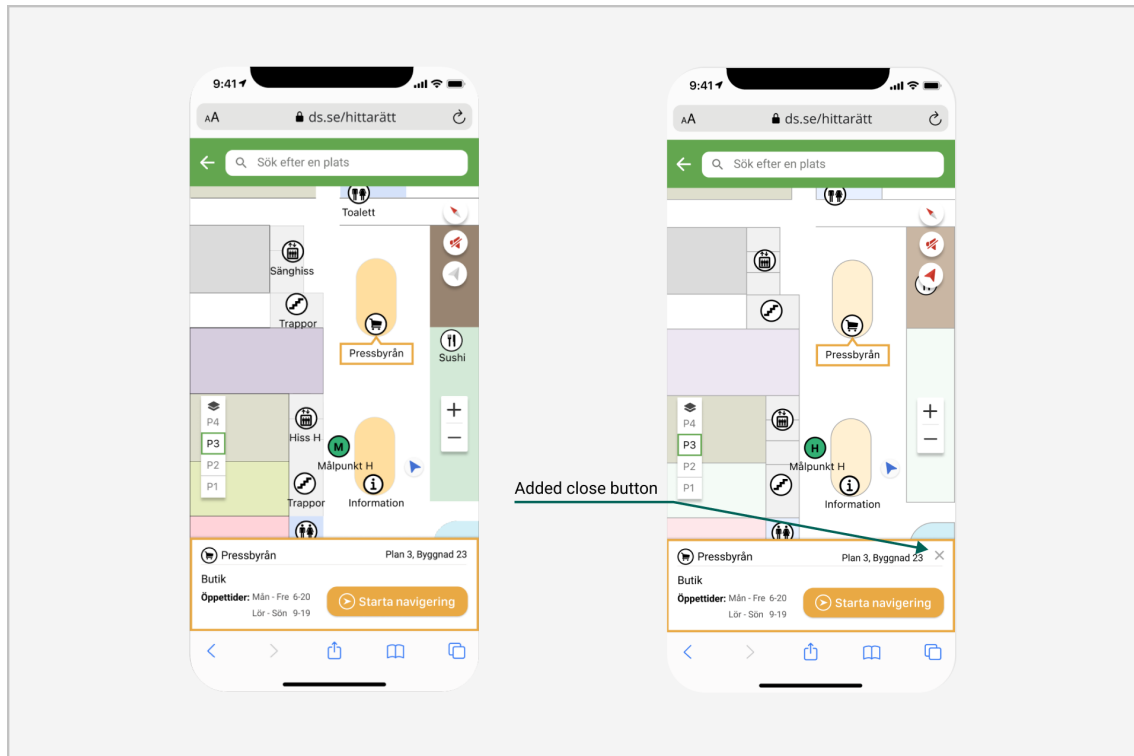 9:41
AA ds.se/hittarätt
Sök efter en plats
Toalett
Sänghiss
Trappor
Pressbyrån
Sushi
P4
P3
P2
P1
Hiss H
M
Målpunkt H
Trappor
Information
+
−
Pressbyrån Plan 3, Byggnad 23
Butik
Öppettider: Mån - Fre 6-20
Lör - Sön 9-19
Starta navigering
Added close button
9:41
AA ds.se/hittarätt
Sök efter en plats
Pressbyrån
P4
P3
P2
P1
H
Målpunkt H
Information
+
−
Pressbyrån Plan 3, Byggnad 23
Butik
Öppettider: Mån - Fre 6-20
Lör - Sön 9-19
Starta navigering